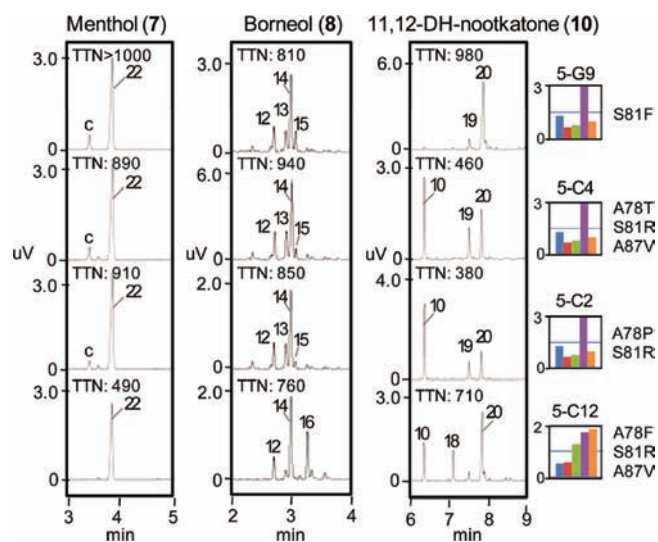 Menthol (7) Borneol (8) 11,12-DH-nootkatone (10)
3.0 TTN>1000 22 c 0
3.0 TTN: 810 14 12 13 15 0
6.0 TTN: 980 20 19 0
5-G9 3 0 S81F
3.0 TTN: 890 22 c uV 0
6.0 TTN: 940 14 12 13 15 uV 0
3.0 TTN: 460 10 19 20 uV 0
5-C4 3 0 A78T S81R A87V
3.0 TTN: 910 22 c 0
2.0 TTN: 850 14 12 13 15 0
4.0 TTN: 380 10 19 20 0
5-C2 3 0 A78P S81R
3.0 TTN: 490 22 0
2.0 TTN: 760 14 16 12 0
3.0 TTN: 710 20 10 18 0
5-C12 2 0 A78F S81R A87V
3 4 5 2 3 4 6 7 8 9
min min min